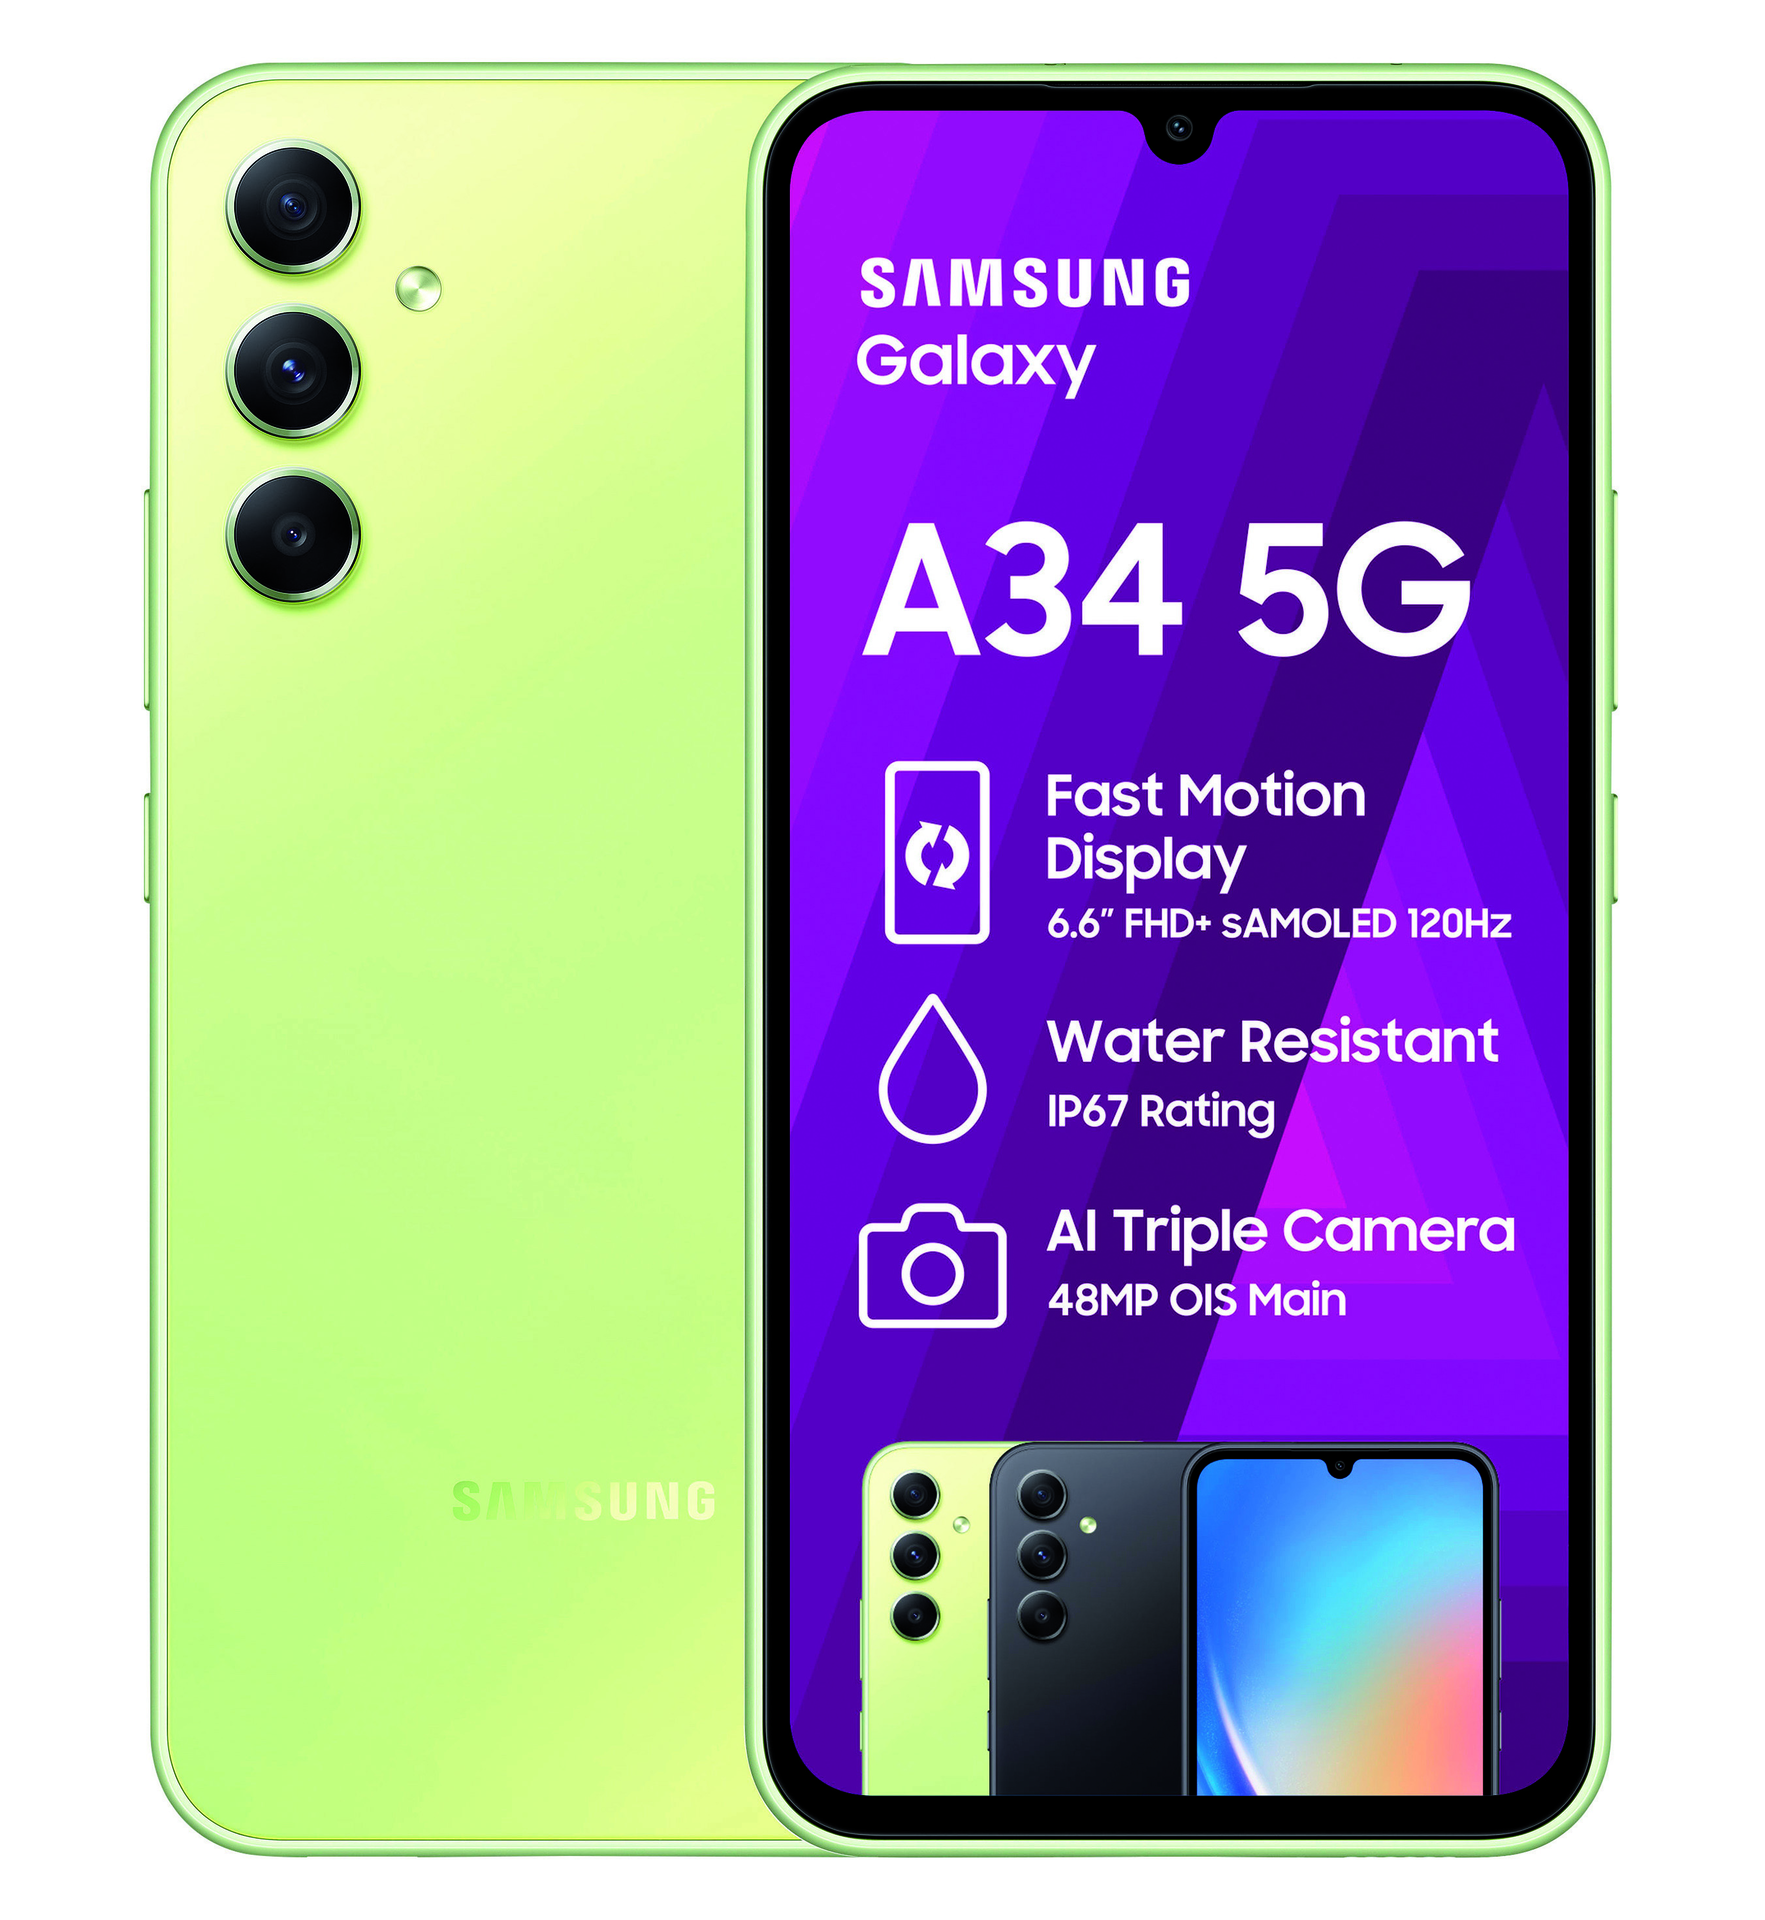 SAMSUNG
Galaxy
A34 5G
Fast Motion
Display
6.6” FHD+ sAMOLED 120Hz
Water Resistant
IP67 Rating
AI Triple Camera
48MP OIS Main
SAMSUNG